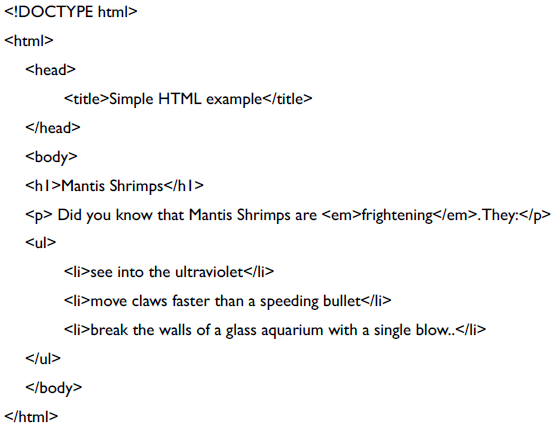 <!DOCTYPE html>
<html>
<head>
<title>Simple HTML example</title>
</head>
<body>
<h1>Mantis Shrimps</h1>
<p> Did you know that Mantis Shrimps are <em>frightening</em>. They:</p>
<ul>
<li>see into the ultraviolet</li>
<li>move claws faster than a speeding bullet</li>
<li>break the walls of a glass aquarium with a single blow..</li>
</ul>
</body>
</html>